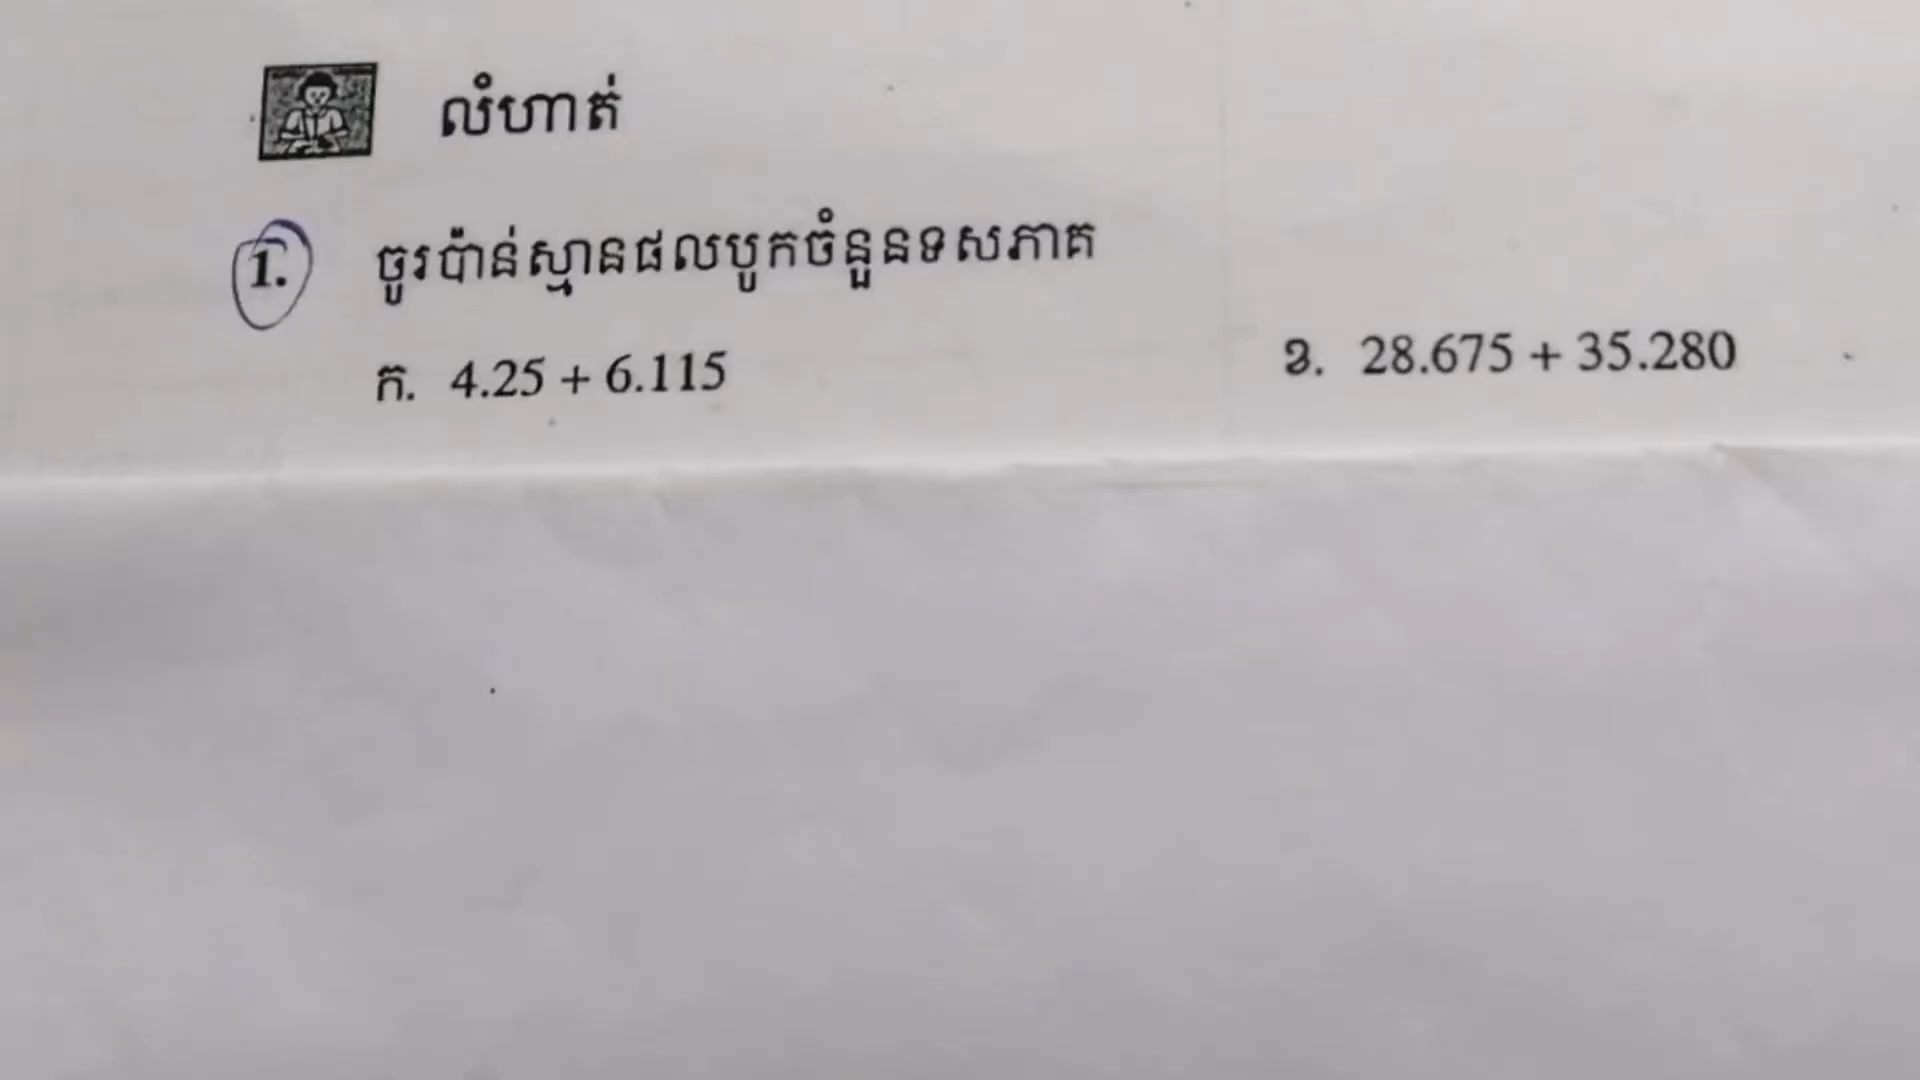 លំហាត់
1. ចូរប៉ាន់ស្មានផលបូកចំនួនទសភាគ
ក. 4.25 + 6.115
ខ. 28.675 + 35.280